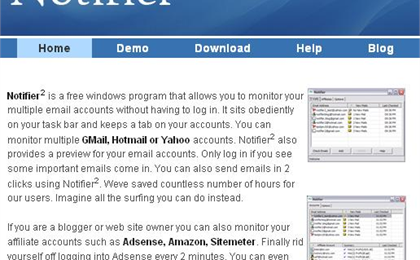 Notifier
Home Demo Download Help Blog
Notifier² is a free windows program that allows you to monitor your
multiple email accounts without having to log in. It sits obediently
on your task bar and keeps a tab on your accounts. You can
monitor multiple GMail, Hotmail or Yahoo accounts. Notifier² also
provides a preview for your email accounts. Only log in if you see
some important emails come in. You can also send emails in 2
clicks using Notifier². Weve saved countless number of hours for
our users. Imagine all the surfing you can do instead.
If you are a blogger or web site owner you can also monitor your
affiliate accounts such as Adsense, Amazon, Sitemeter. Finally rid
yourself off logging into Adsense every 2 minutes. You can even
Notifier
Notifier